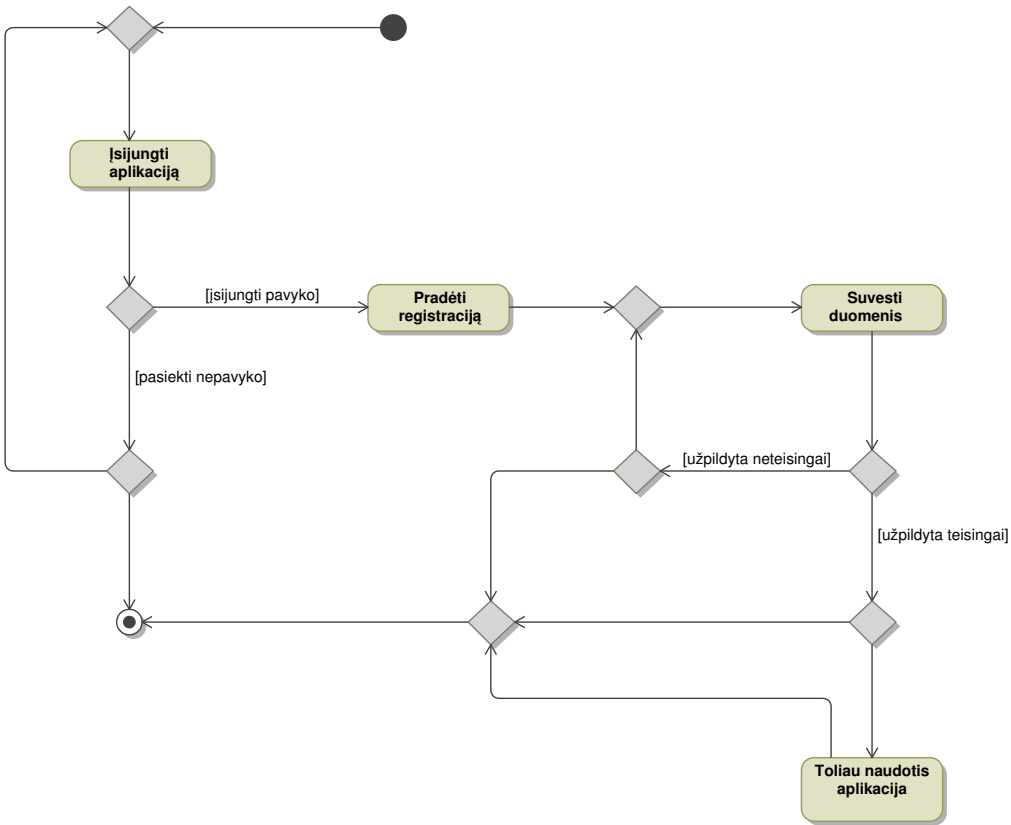 Įsijungti
aplikaciją
[įsijungti pavyko]
Pradėti
registraciją
Suvesti
duomenis
[pasiekti nepavyko]
[užpildyta neteisingai]
[užpildyta teisingai]
Toliau naudotis
aplikacija